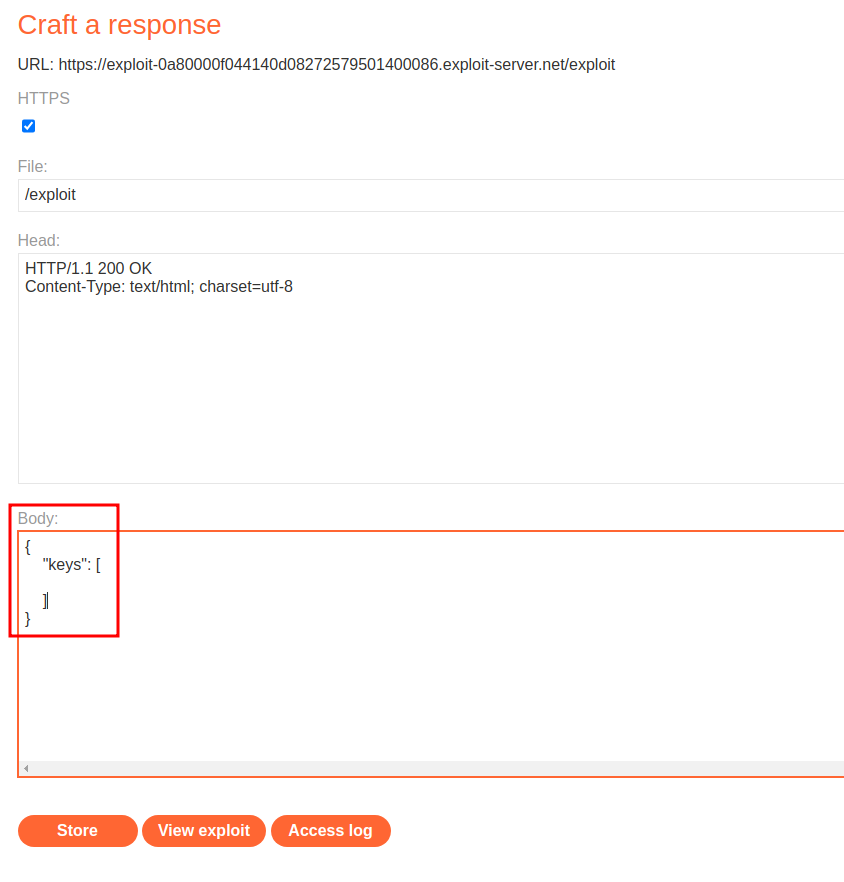 Craft a response
URL: https://exploit-0a80000f044140d08272579501400086.exploit-server.net/exploit
HTTPS
File:
/exploit
Head:
HTTP/1.1 200 OK
Content-Type: text/html; charset=utf-8
Body:
{
"keys": [
]
}
Store View exploit Access log